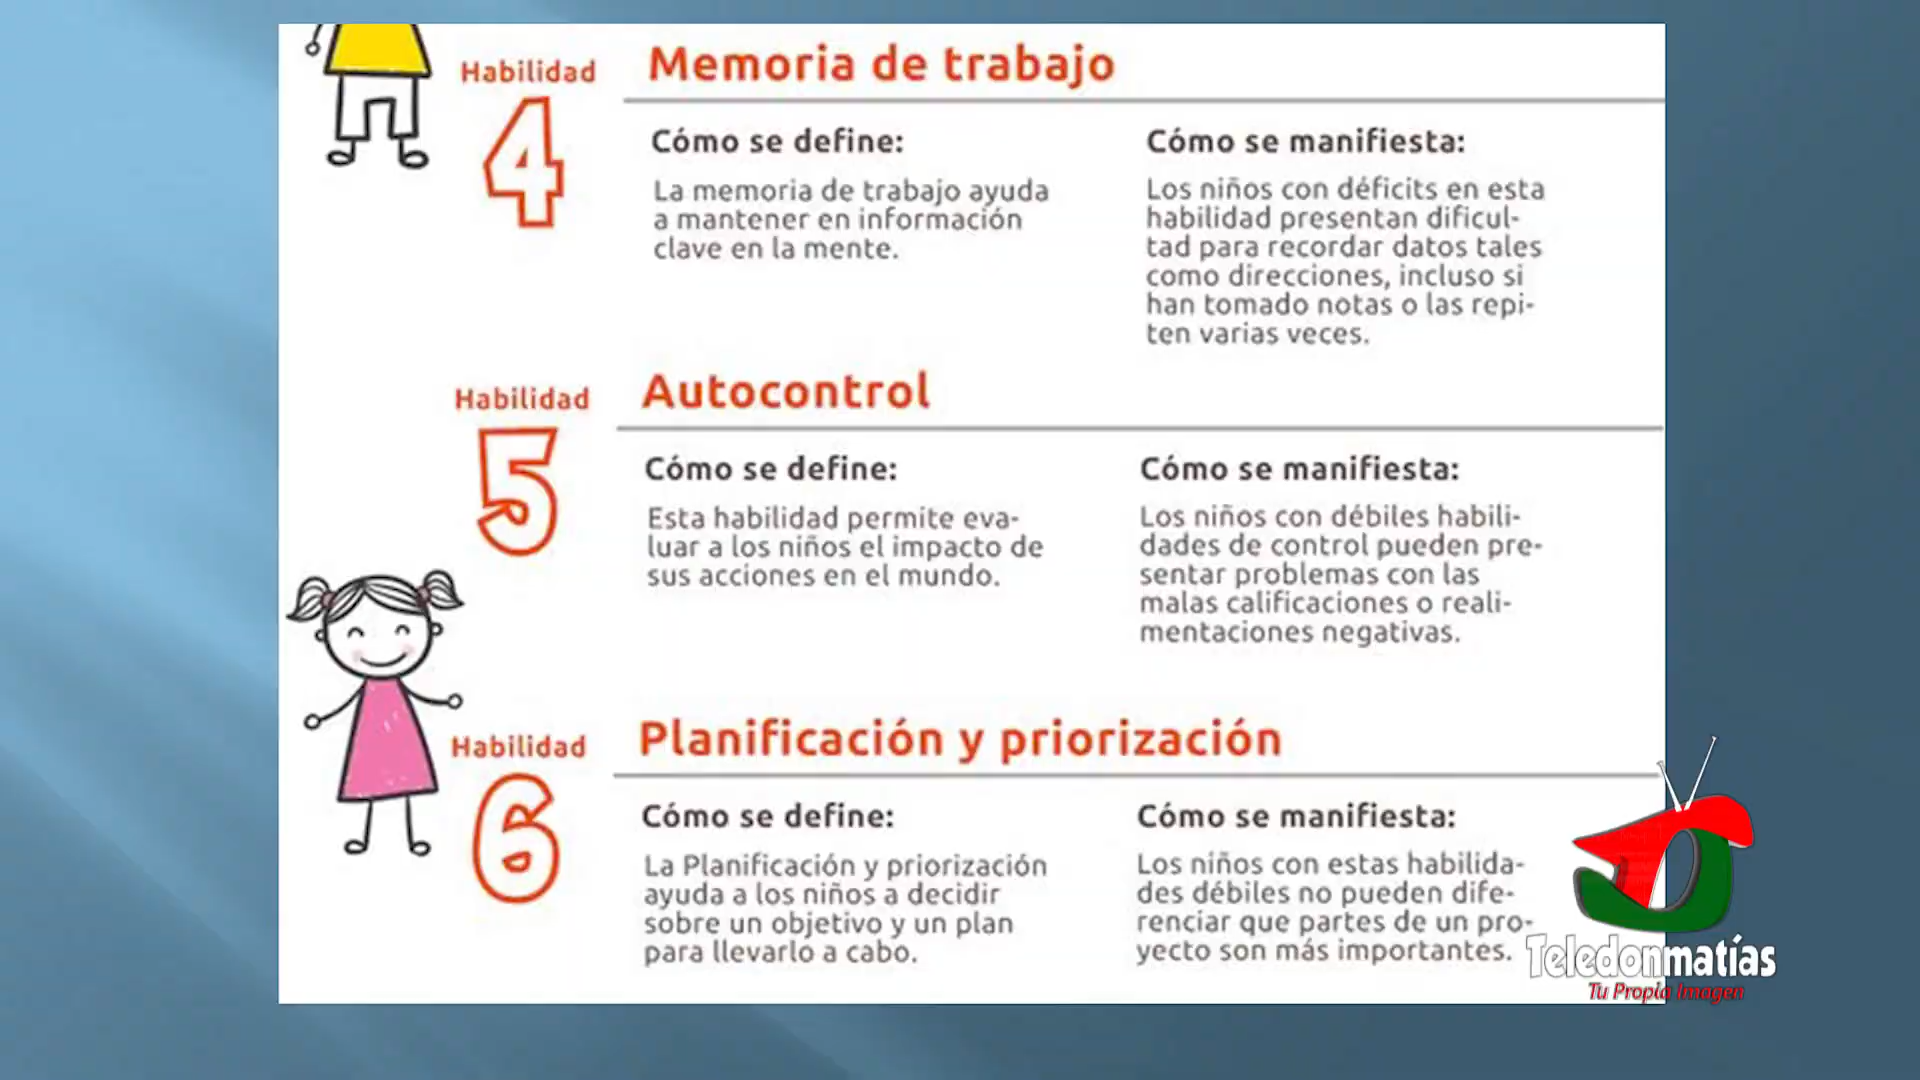 Habilidad
4
Memoria de trabajo
Cómo se define:
La memoria de trabajo ayuda
a mantener en información
clave en la mente.
Cómo se manifiesta:
Los niños con déficits en esta
habilidad presentan dificul-
tad para recordar datos tales
como direcciones, incluso si
han tomado notas o las repi-
ten varias veces.
Habilidad
5
Autocontrol
Cómo se define:
Esta habilidad permite eva-
luar a los niños el impacto de
sus acciones en el mundo.
Cómo se manifiesta:
Los niños con débiles habili-
dades de control pueden pre-
sentar problemas con las
malas calificaciones o reali-
mentaciones negativas.
Habilidad
6
Planificación y priorización
Cómo se define:
La Planificación y priorización
ayuda a los niños a decidir
sobre un objetivo y un plan
para llevarlo a cabo.
Cómo se manifiesta:
Los niños con estas habilida-
des débiles no pueden dife-
renciar que partes de un pro-
yecto son más importantes.
Teledonmatías
Tu Propia Imagen